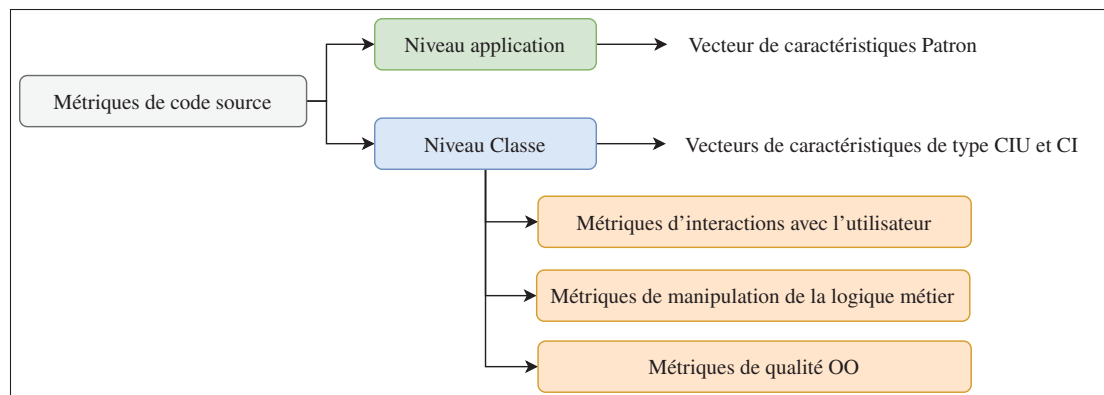 Niveau application
Vecteur de caractéristiques Patron
Métriques de code source
Niveau Classe
Vecteurs de caractéristiques de type CIU et CI
Métriques d’interactions avec l’utilisateur
Métriques de manipulation de la logique métier
Métriques de qualité OO